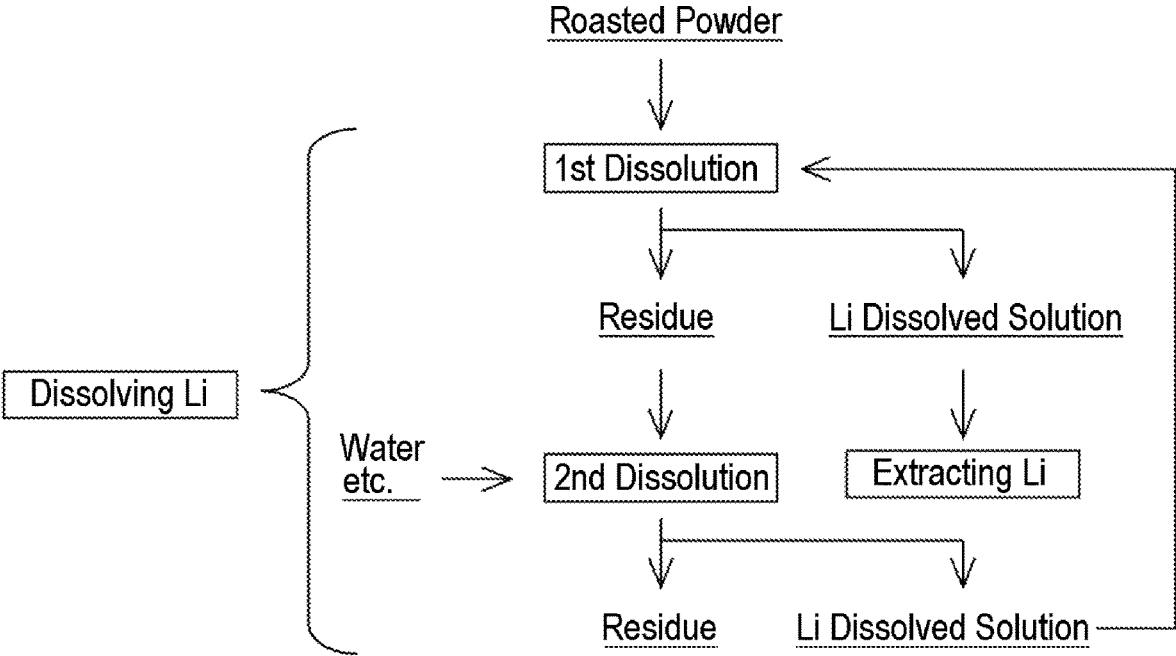 Roasted Powder
1st Dissolution
Residue
Li Dissolved Solution
Dissolving Li
Water
etc.
2nd Dissolution
Extracting Li
Residue
Li Dissolved Solution